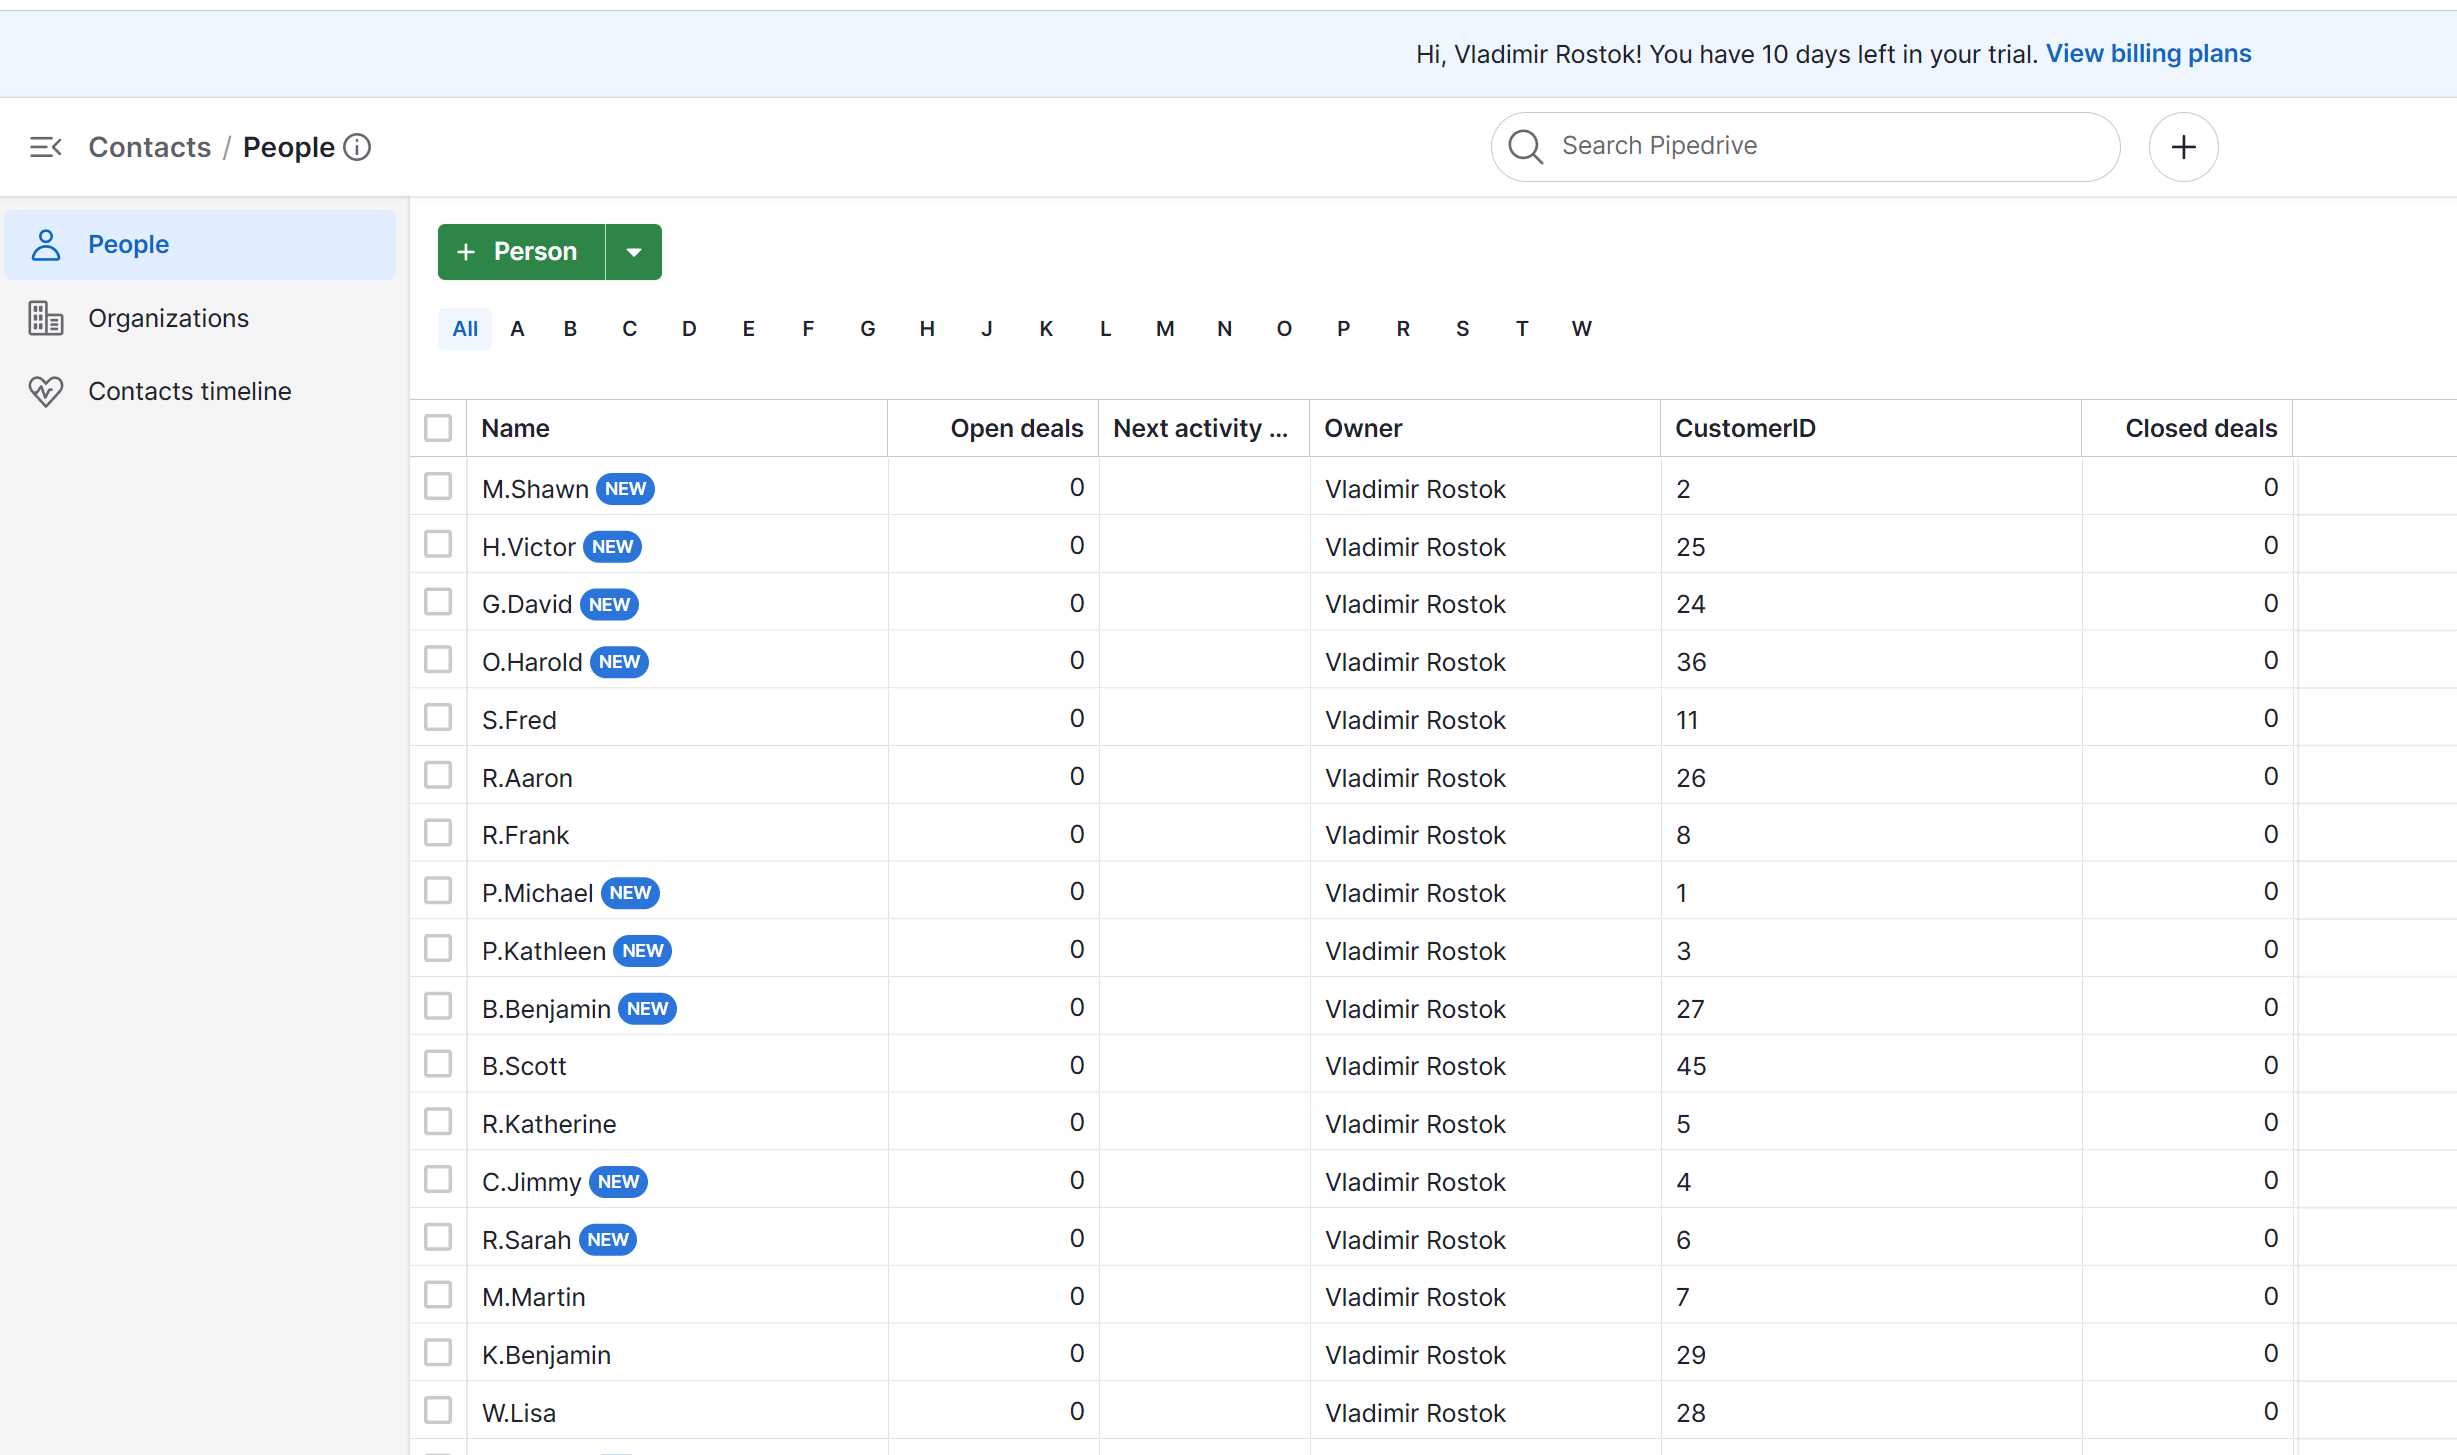 Hi, Vladimir Rostok! You have 10 days left in your trial. View billing plans
Contacts / People
Search Pipedrive
People
Organizations
Contacts timeline
+ Person
All A B C D E F G H J K L M N O P R S T W
Name Open deals Next activity ... Owner CustomerID Closed deals
M.Shawn NEW 0 Vladimir Rostok 2 0
H.Victor NEW 0 Vladimir Rostok 25 0
G.David NEW 0 Vladimir Rostok 24 0
O.Harold NEW 0 Vladimir Rostok 36 0
S.Fred 0 Vladimir Rostok 11 0
R.Aaron 0 Vladimir Rostok 26 0
R.Frank 0 Vladimir Rostok 8 0
P.Michael NEW 0 Vladimir Rostok 1 0
P.Kathleen NEW 0 Vladimir Rostok 3 0
B.Benjamin NEW 0 Vladimir Rostok 27 0
B.Scott 0 Vladimir Rostok 45 0
R.Katherine 0 Vladimir Rostok 5 0
C.Jimmy NEW 0 Vladimir Rostok 4 0
R.Sarah NEW 0 Vladimir Rostok 6 0
M.Martin 0 Vladimir Rostok 7 0
K.Benjamin 0 Vladimir Rostok 29 0
W.Lisa 0 Vladimir Rostok 28 0